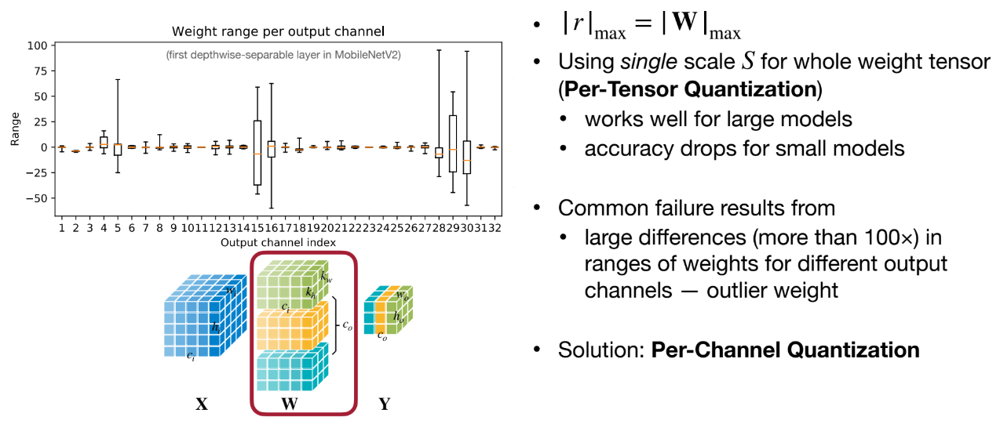 Weight range per output channel
(first depthwise-separable layer in MobileNetV2)
Range
100
75
50
25
0
−25
−50
1 2 3 4 5 6 7 8 9 10 11 12 13 14 15 16 17 18 19 20 21 22 23 24 25 26 27 28 29 30 31 32
Output channel index
w_i
h_i
c_i
X
k_w
k_h
c_i
c_o
W
w_o
h_o
c_o
Y
• |r|_max = |W|_max
• Using single scale S for whole weight tensor
(Per-Tensor Quantization)
• works well for large models
• accuracy drops for small models
• Common failure results from
• large differences (more than 100×) in
ranges of weights for different output
channels — outlier weight
• Solution: Per-Channel Quantization